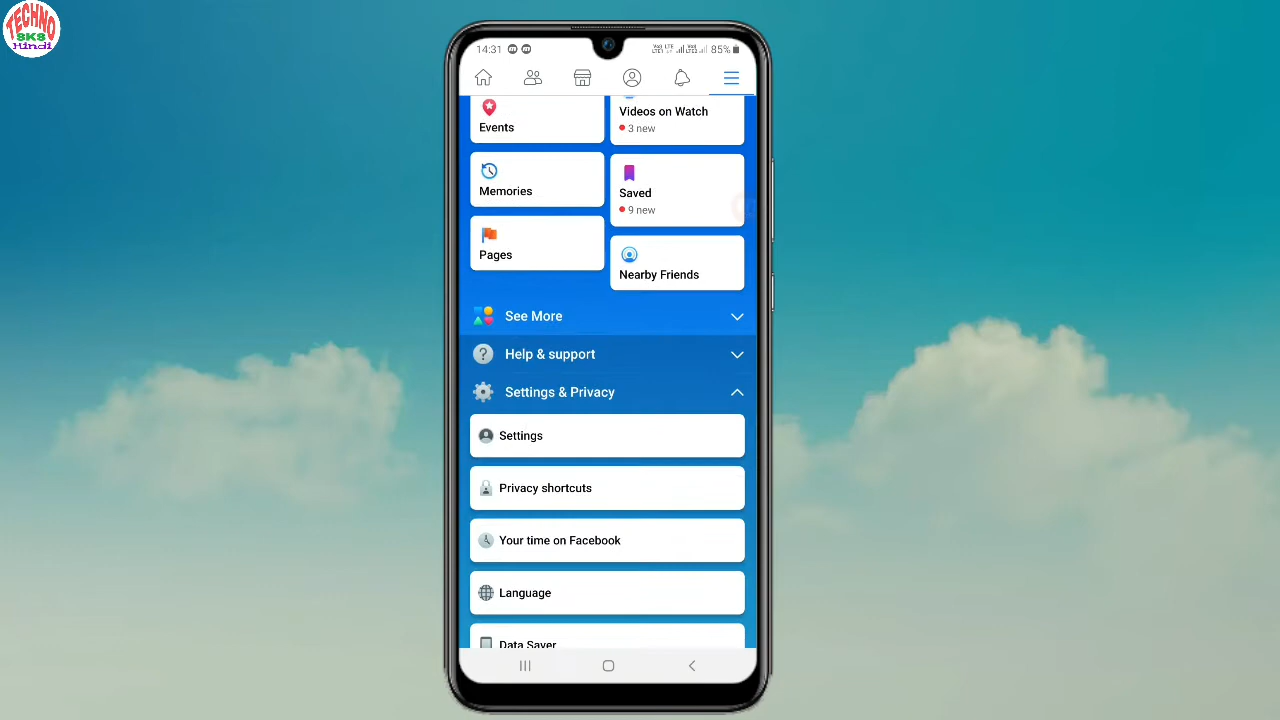 TECHNO
SKS
Hindi
14:31
85%
Events
Videos on Watch
3 new
Memories
Saved
9 new
Pages
Nearby Friends
See More
Help & support
Settings & Privacy
Settings
Privacy shortcuts
Your time on Facebook
Language
Data Saver